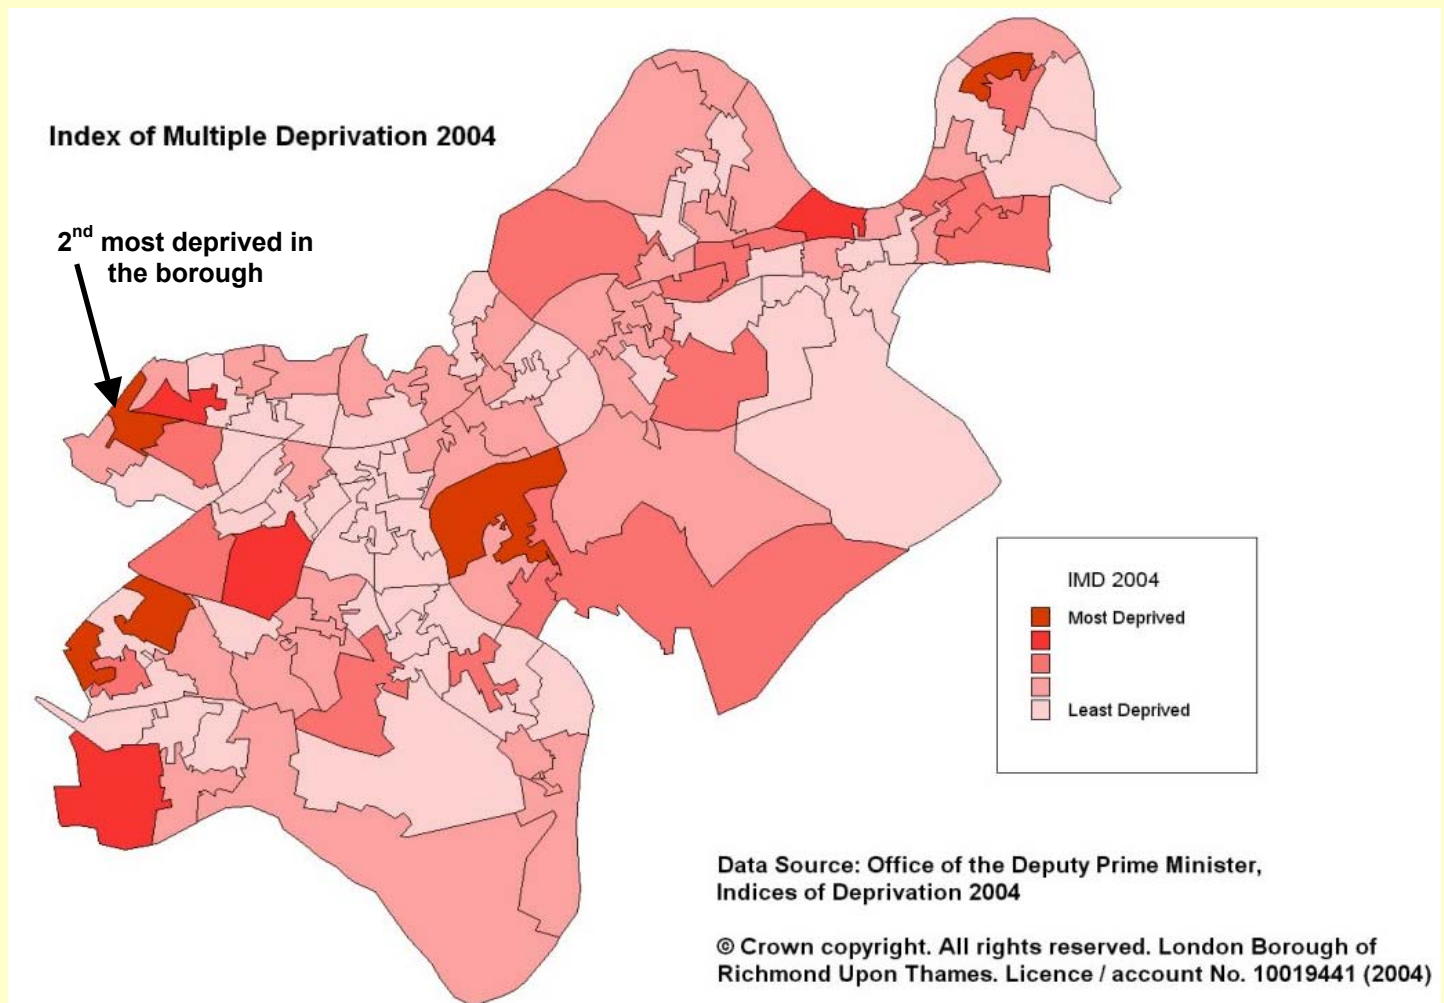 Index of Multiple Deprivation 2004
2nd most deprived in
the borough
IMD 2004
Most Deprived
Least Deprived
Data Source: Office of the Deputy Prime Minister,
Indices of Deprivation 2004
© Crown copyright. All rights reserved. London Borough of
Richmond Upon Thames. Licence / account No. 10019441 (2004)